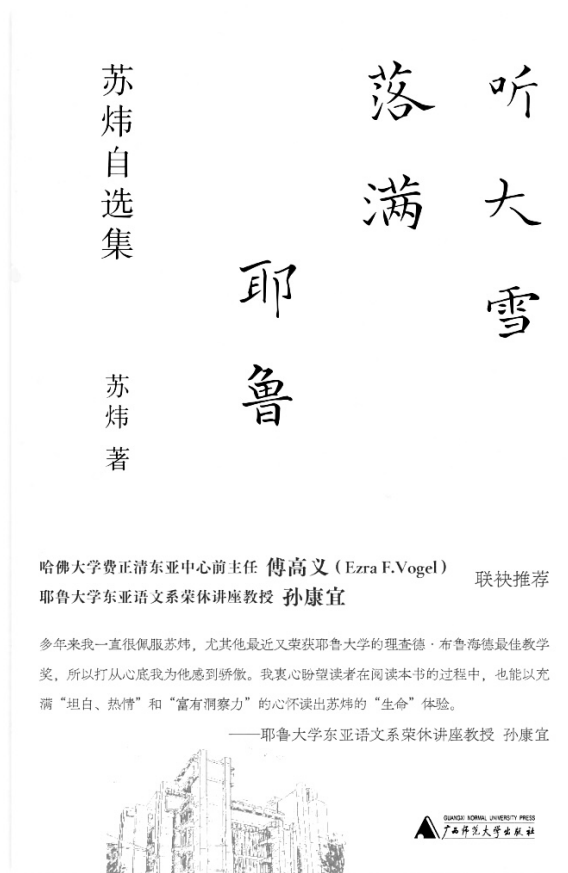 听大雪
落满
耶鲁
苏炜自选集
苏炜 著
哈佛大学费正清东亚中心前主任 傅高义（Ezra F.Vogel）
耶鲁大学东亚语文系荣休讲座教授 孙康宜
联袂推荐
多年来我一直很佩服苏炜，尤其他最近又荣获耶鲁大学的理查德·布鲁海德最佳教学
奖，所以打从心底我为他感到骄傲。我衷心盼望读者在阅读本书的过程中，也能以充
满“坦白、热情”和“富有洞察力”的心怀读出苏炜的“生命”体验。
——耶鲁大学东亚语文系荣休讲座教授 孙康宜
GUANGXI NORMAL UNIVERSITY PRESS
广西师范大学出版社